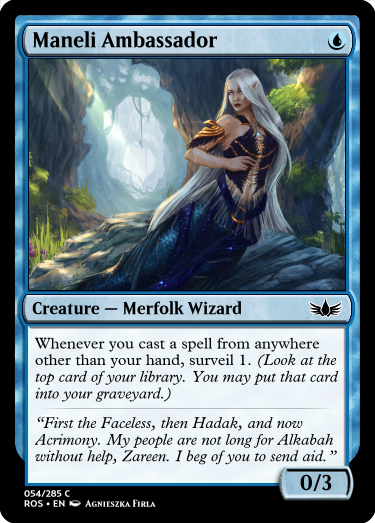 Maneli Ambassador
Creature — Merfolk Wizard
Whenever you cast a spell from anywhere
other than your hand, surveil 1. (Look at the
top card of your library. You may put that card
into your graveyard.)
“First the Faceless, then Hadak, and now
Acrimony. My people are not long for Alkabah
without help, Zareen. I beg of you to send aid.”
0/3
054/285 C
ROS • EN Agnieszka Firla